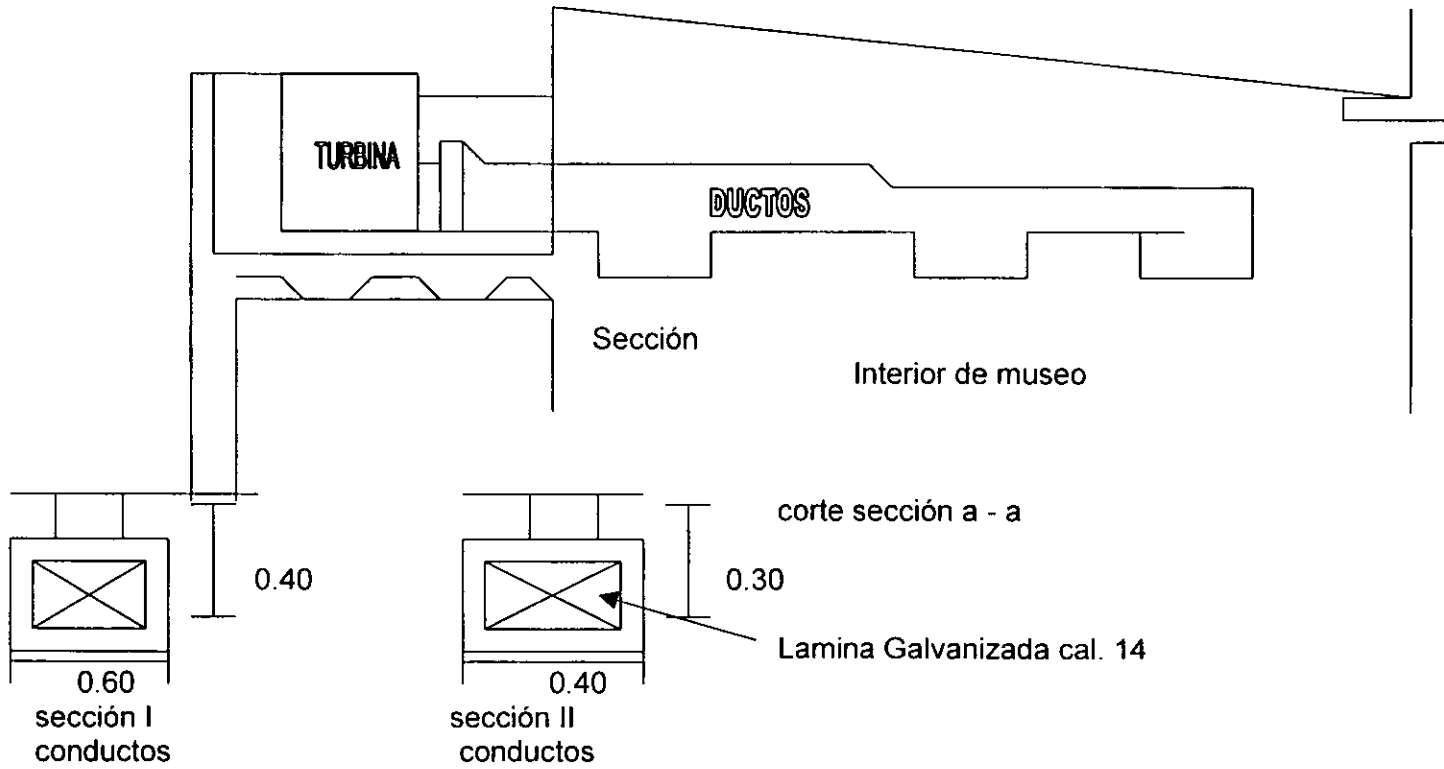 TURBINA
DUCTOS
Sección
Interior de museo
corte sección a - a
0.40
0.30
Lamina Galvanizada cal. 14
0.60
0.40
sección I
conductos
sección II
conductos